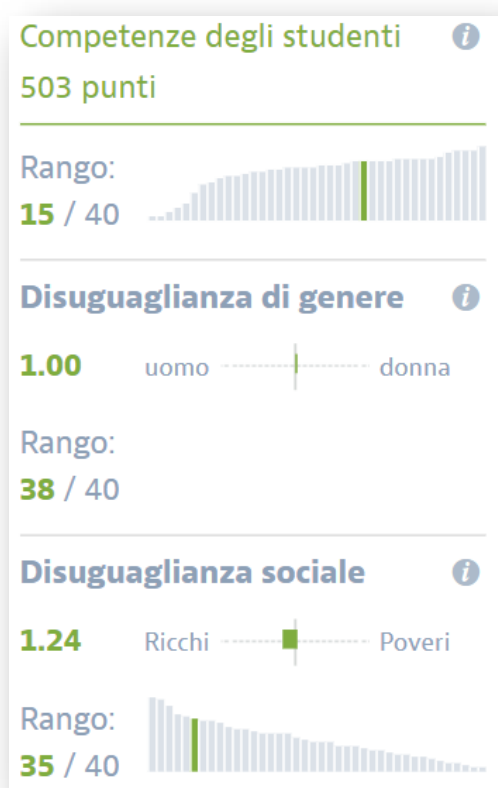 Competenze degli studenti i
503 punti
Rango:
15 / 40
Disuguaglianza di genere i
1.00 uomo donna
Rango:
38 / 40
Disuguaglianza sociale i
1.24 Ricchi Poveri
Rango:
35 / 40